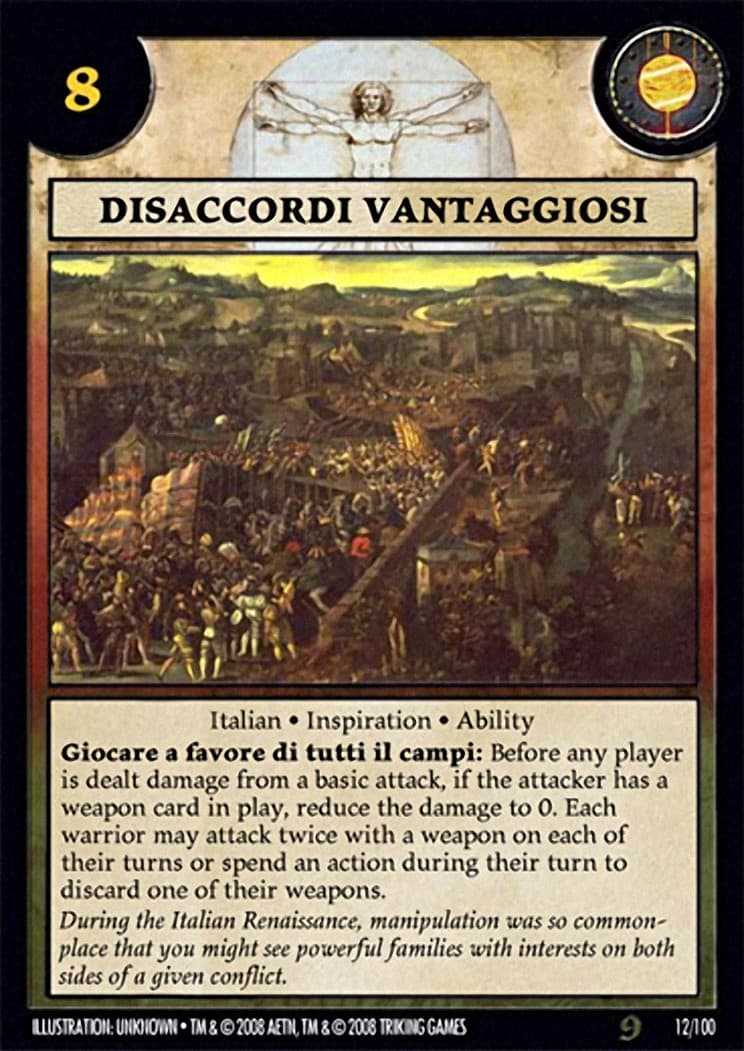 8
DISACCORDI VANTAGGIOSI
Italian • Inspiration • Ability
Giocare a favore di tutti il campi: Before any player
is dealt damage from a basic attack, if the attacker has a
weapon card in play, reduce the damage to 0. Each
warrior may attack twice with a weapon on each of
their turns or spend an action during their turn to
discard one of their weapons.
During the Italian Renaissance, manipulation was so common-
place that you might see powerful families with interests on both
sides of a given conflict.
ILLUSTRATION: UNKNOWN • TM & © 2008 AETN, TM & © 2008 TRIKING GAMES
9 12/100